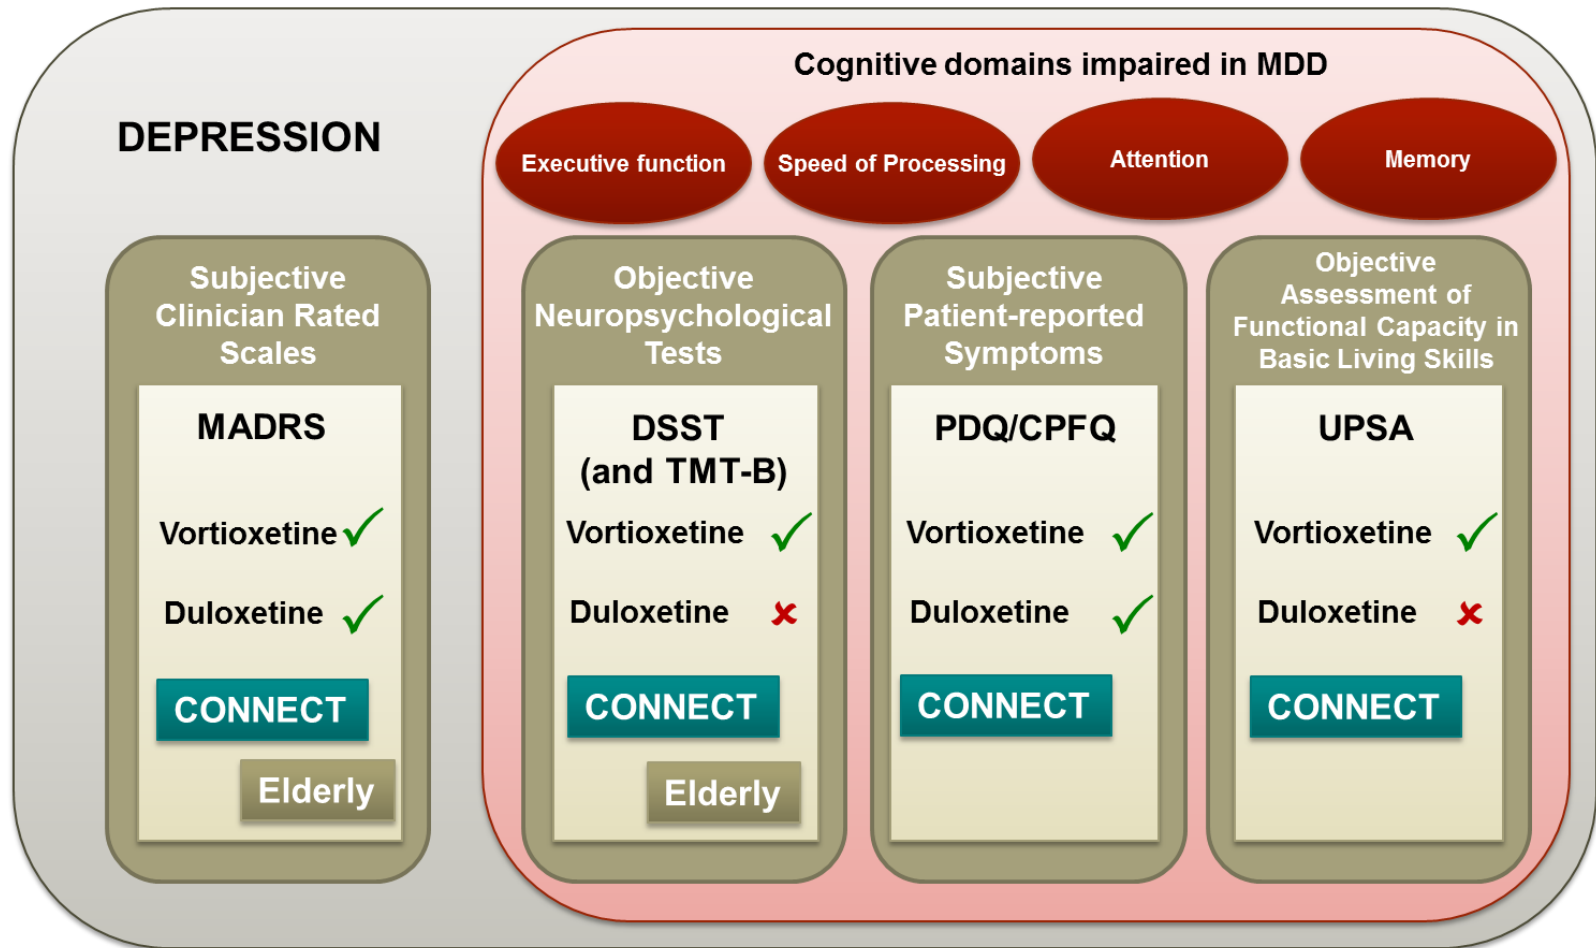 Cognitive domains impaired in MDD
DEPRESSION
Executive function
Speed of Processing
Attention
Memory
Subjective
Clinician Rated
Scales
MADRS
Vortioxetine
Duloxetine
CONNECT
Elderly
Objective
Neuropsychological
Tests
DSST
(and TMT-B)
Vortioxetine
Duloxetine
CONNECT
Elderly
Subjective
Patient-reported
Symptoms
PDQ/CPFQ
Vortioxetine
Duloxetine
CONNECT
Objective
Assessment of
Functional Capacity in
Basic Living Skills
UPSA
Vortioxetine
Duloxetine
CONNECT